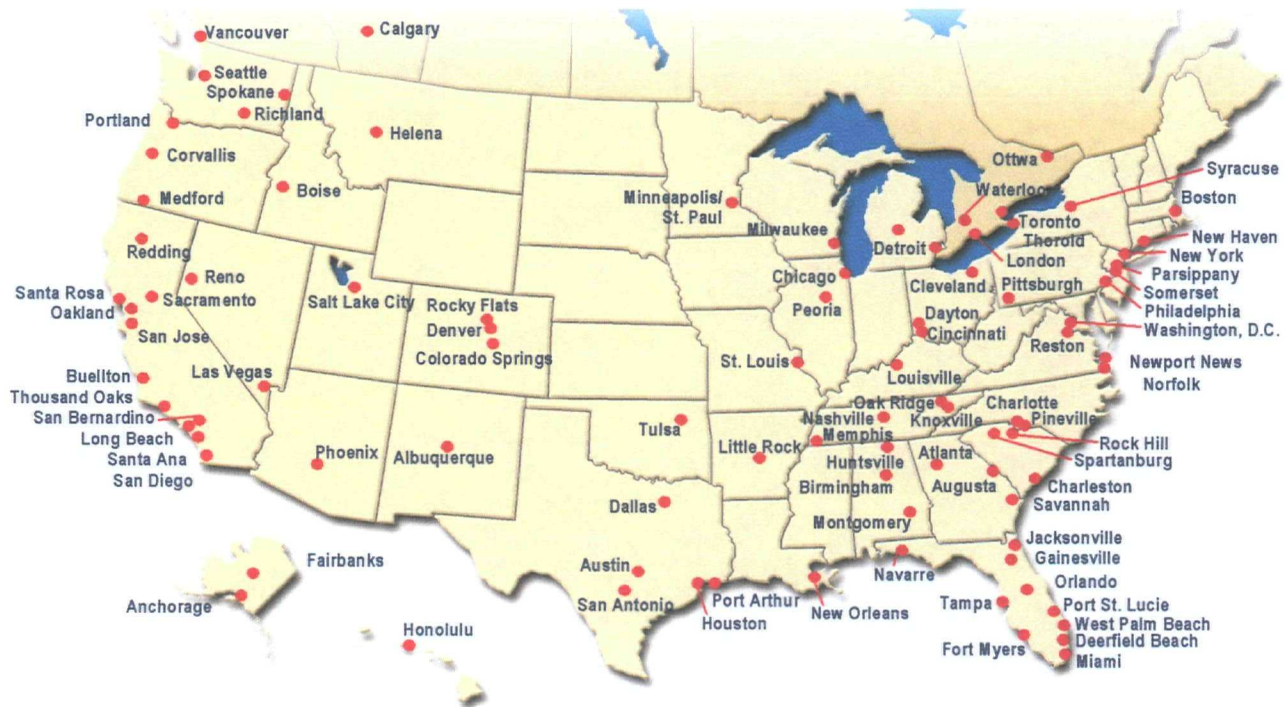 Vancouver
Calgary
Seattle
Spokane
Richland
Portland
Helena
Corvallis
Boise
Medford
Redding
Reno
Santa Rosa
Sacramento
Oakland
San Jose
Salt Lake City
Rocky Flats
Denver
Colorado Springs
Buellton
Las Vegas
Thousand Oaks
San Bernardino
Long Beach
Santa Ana
San Diego
Phoenix
Albuquerque
Fairbanks
Anchorage
Honolulu
Minneapolis/
St. Paul
Milwaukee
Chicago
Peoria
St. Louis
Tulsa
Little Rock
Dallas
Austin
San Antonio
Port Arthur
Houston
New Orleans
Ottwa
Waterloo
Syracuse
Boston
Toronto
Thorold
London
Detroit
Cleveland
Pittsburgh
New Haven
New York
Parsippany
Somerset
Philadelphia
Washington, D.C.
Dayton
Cincinnati
Reston
Newport News
Norfolk
Louisville
Oak Ridge
Nashville
Knoxville
Charlotte
Pineville
Memphis
Rock Hill
Spartanburg
Huntsville
Atlanta
Birmingham
Augusta
Charleston
Savannah
Montgomery
Navarre
Jacksonville
Gainesville
Orlando
Tampa
Port St. Lucie
West Palm Beach
Fort Myers
Deerfield Beach
Miami